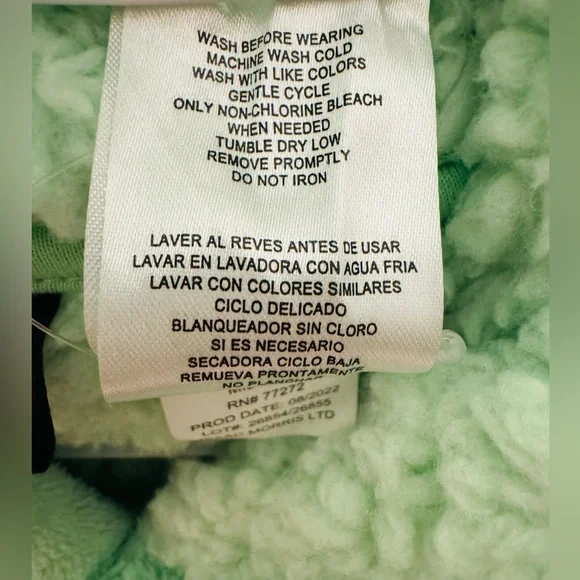 WASH BEFORE WEARING
MACHINE WASH COLD
WASH WITH LIKE COLORS
GENTLE CYCLE
ONLY NON-CHLORINE BLEACH
WHEN NEEDED
TUMBLE DRY LOW
REMOVE PROMPTLY
DO NOT IRON
LAVER AL REVES ANTES DE USAR
LAVAR EN LAVADORA CON AGUA FRIA
LAVAR CON COLORES SIMILARES
CICLO DELICADO
BLANQUEADOR SIN CLORO
SI ES NECESARIO
SECADORA CICLO BAJA
REMUEVA PRONTAMENTE
NO PLANCHAR
RN# 77272
PROD DATE: 08/2022
LOT#: 26854/26855
MORRIS LTD